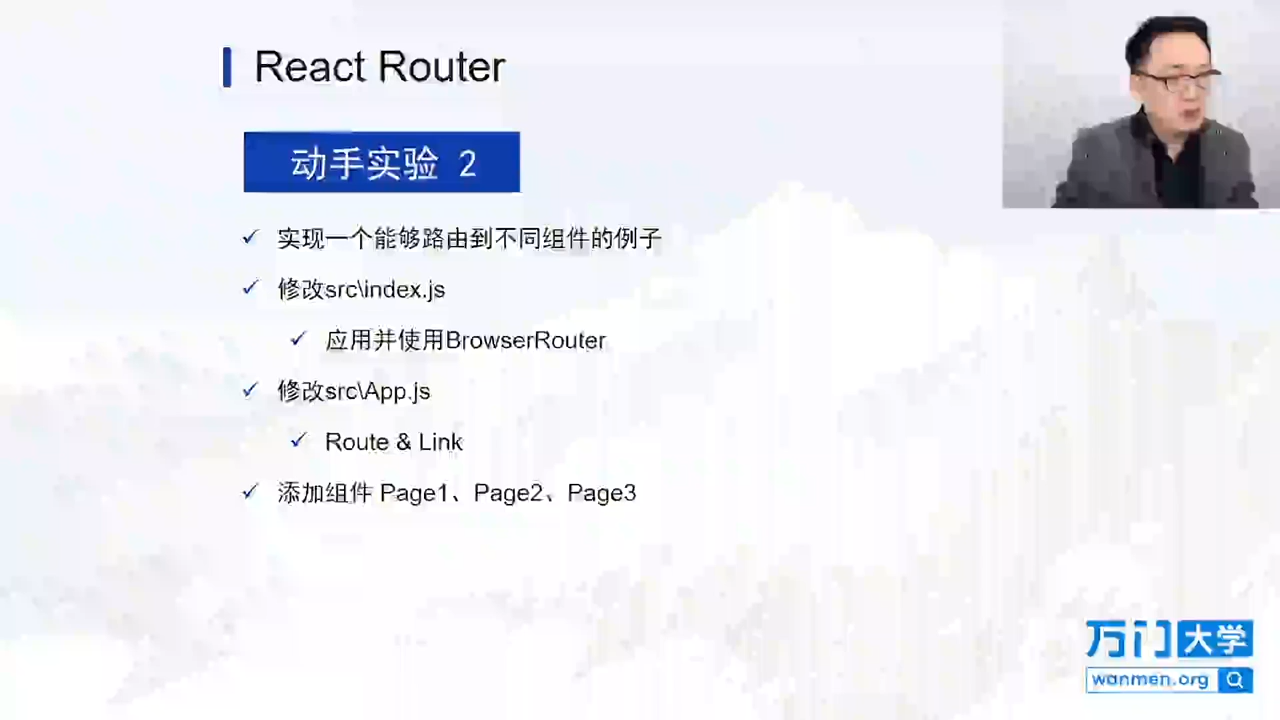 React Router
动手实验 2
实现一个能够路由到不同组件的例子
修改src\index.js
应用并使用BrowserRouter
修改src\App.js
Route & Link
添加组件 Page1、Page2、Page3
万门大学
wanmen.org